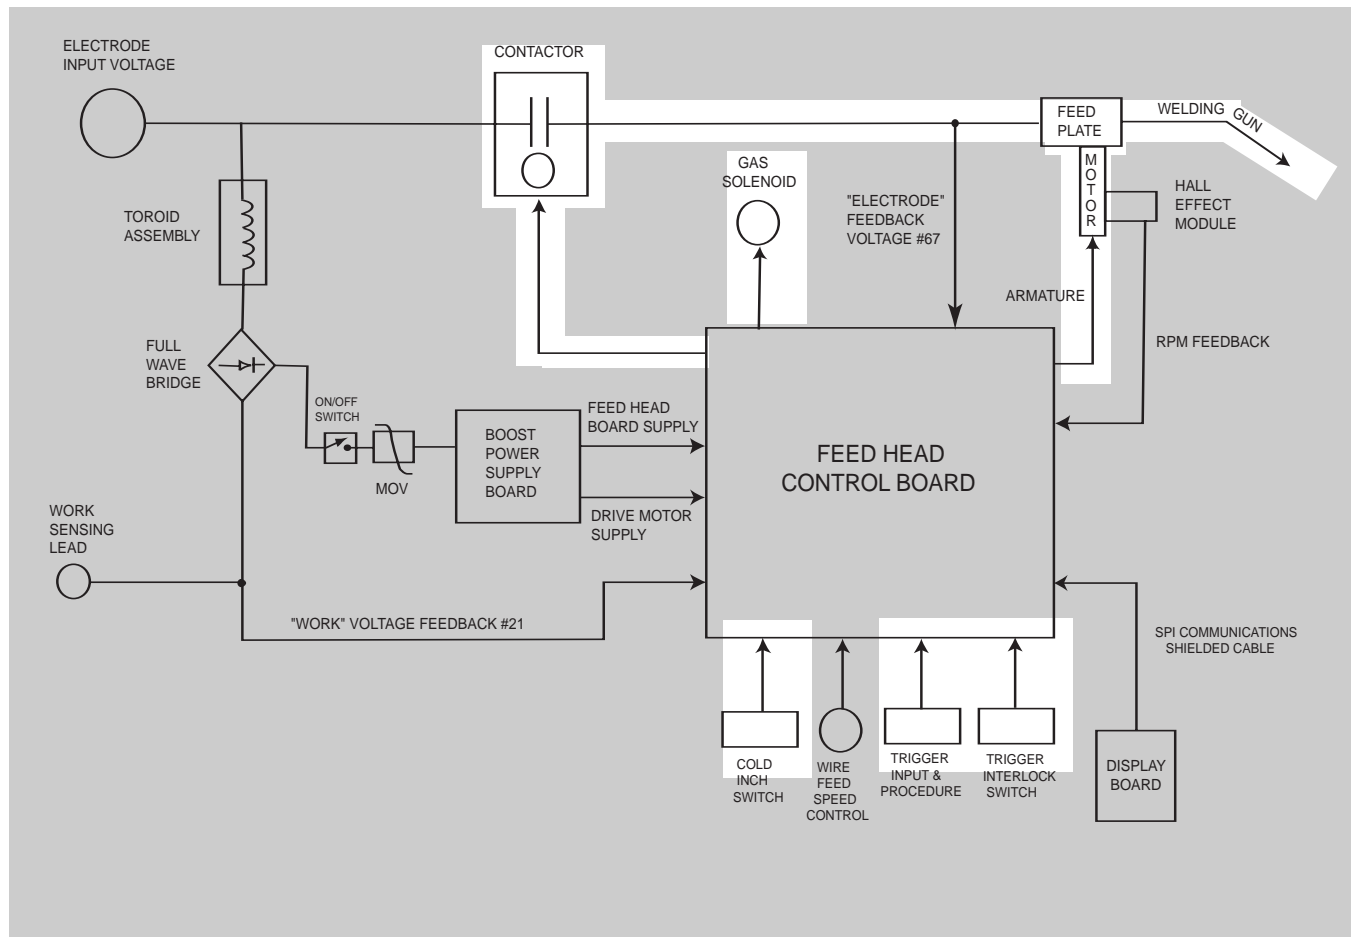 ELECTRODE
INPUT VOLTAGE
CONTACTOR
FEED
PLATE
WELDING GUN
MOTOR
HALL
EFFECT
MODULE
GAS
SOLENOID
"ELECTRODE"
FEEDBACK
VOLTAGE #67
TOROID
ASSEMBLY
ARMATURE
RPM FEEDBACK
FULL
WAVE
BRIDGE
ON/OFF
SWITCH
MOV
BOOST
POWER
SUPPLY
BOARD
FEED HEAD
BOARD SUPPLY
DRIVE MOTOR
SUPPLY
FEED HEAD
CONTROL BOARD
WORK
SENSING
LEAD
"WORK" VOLTAGE FEEDBACK #21
SPI COMMUNICATIONS
SHIELDED CABLE
COLD
INCH
SWITCH
WIRE
FEED
SPEED
CONTROL
TRIGGER
INPUT &
PROCEDURE
TRIGGER
INTERLOCK
SWITCH
DISPLAY
BOARD